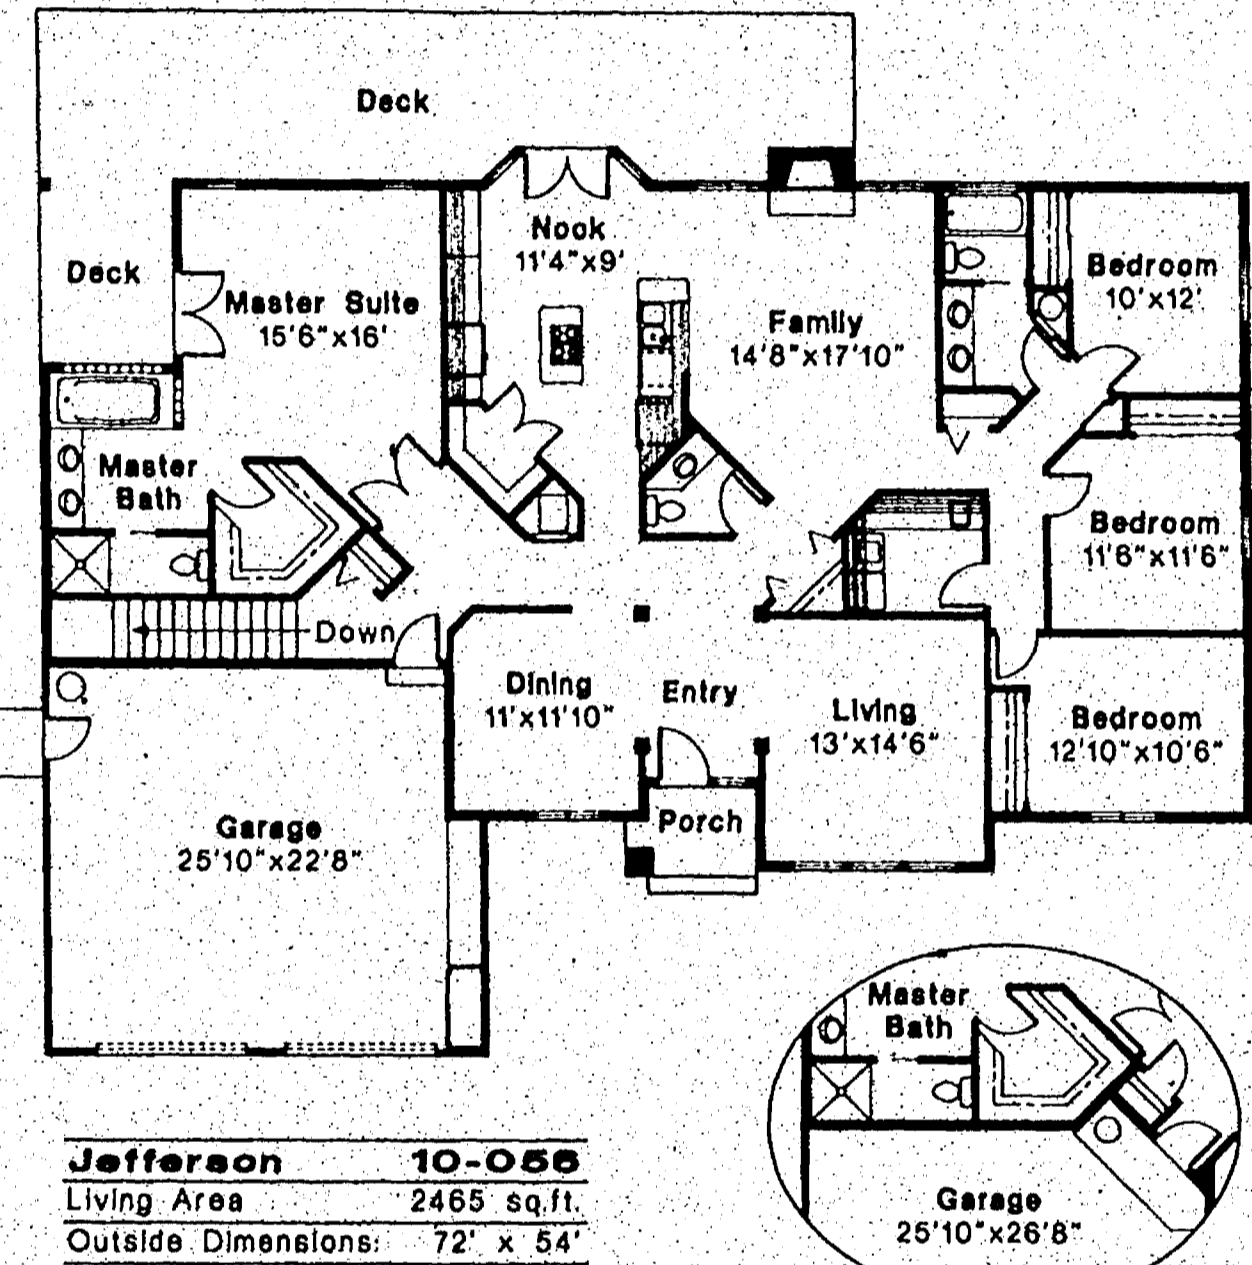 Deck
Nook
11'4"x9'
Deck
Master Suite
15'6"x16'
Family
14'8"x17'10"
Bedroom
10'x12'
Master
Bath
Bedroom
11'6"x11'6"
Down
Dining
11'x11'10"
Entry
Living
13'x14'6"
Bedroom
12'10"x10'6"
Porch
Garage
25'10"x22'8"
Master
Bath
Garage
25'10"x26'8"
Jefferson 10-056
Living Area 2465 sq.ft.
Outside Dimensions: 72' x 54'